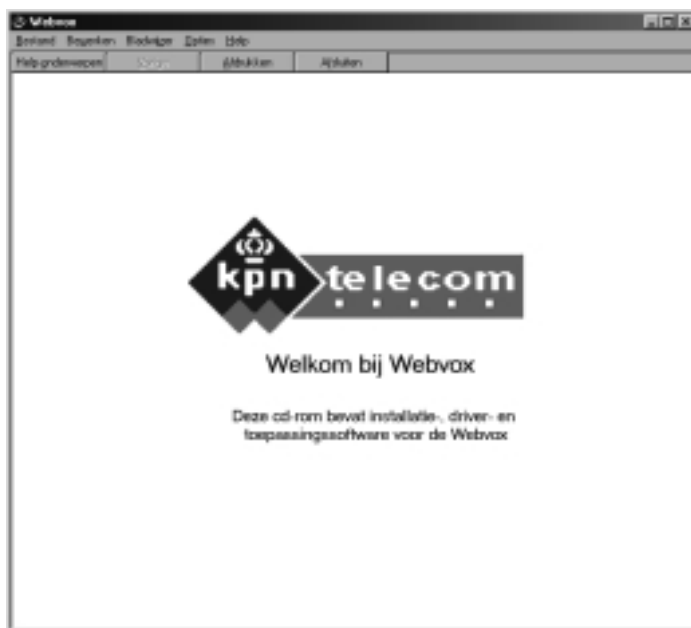 Webvox
Bestand Bewerken Bladwijzer Opties Help
Help-onderwerpen Vorige Afdrukken Afsluiten
kpn telecom
Welkom bij Webvox
Deze cd-rom bevat installatie-, driver- en
toepassingssoftware voor de Webvox